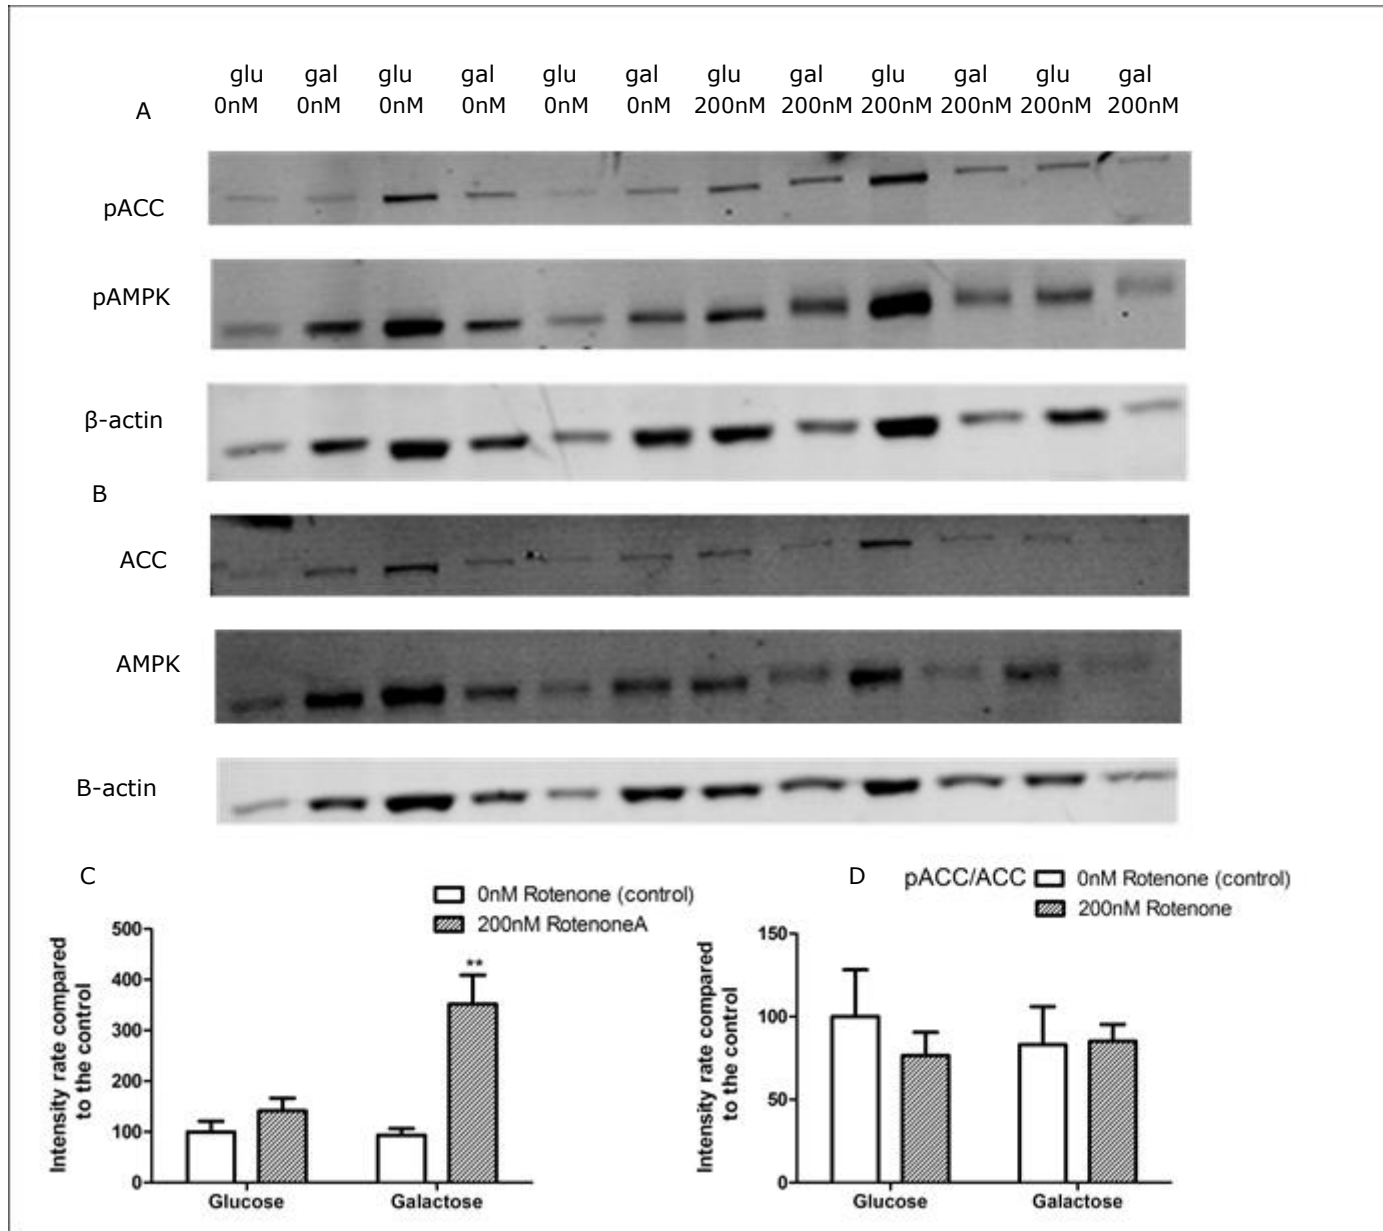 glu gal glu gal glu gal glu gal glu gal glu gal
A 0nM 0nM 0nM 0nM 0nM 0nM 200nM 200nM 200nM 200nM 200nM 200nM
pACC
pAMPK
β-actin
B
ACC
AMPK
B-actin
C
0nM Rotenone (control)
200nM RotenoneA
Intensity rate compared
to the control
500
400
300
200
100
0
**
Glucose Galactose
D pACC/ACC
0nM Rotenone (control)
200nM Rotenone
Intensity rate compared
to the control
150
100
50
0
Glucose Galactose